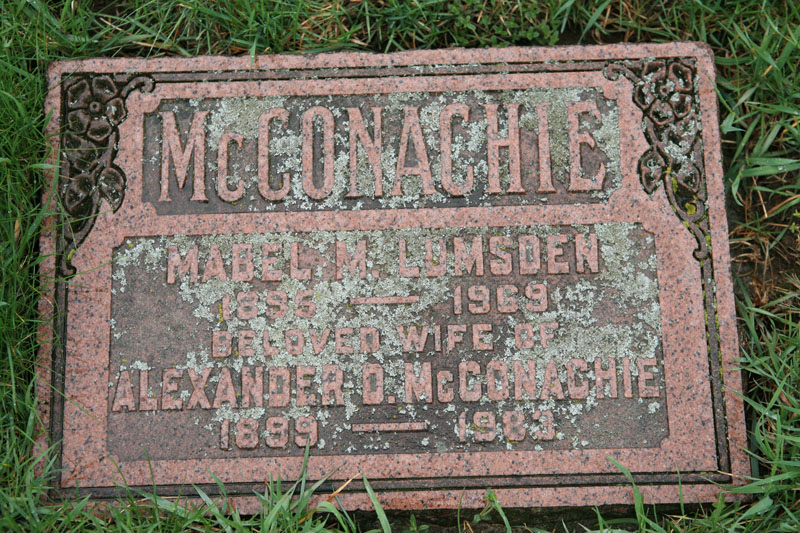 McCONACHIE
MABEL M. LUMSDEN
1896 — 1969
BELOVED WIFE OF
ALEXANDER D. McCONACHIE
1899 — 1983